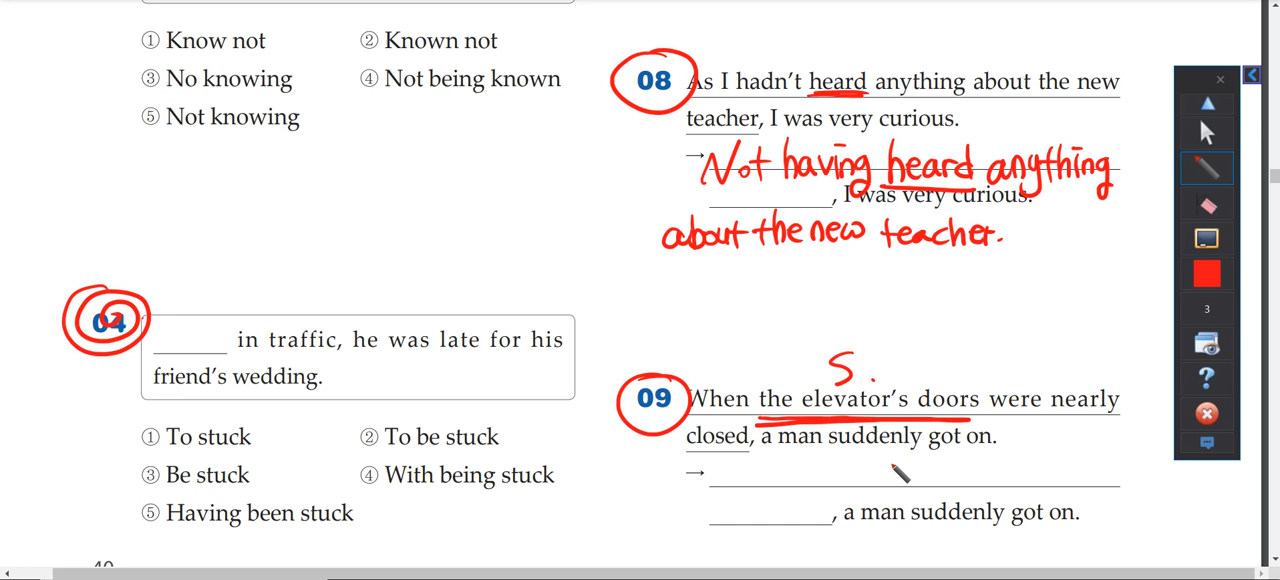 ① Know not ② Known not
③ No knowing ④ Not being known
⑤ Not knowing
04
______ in traffic, he was late for his
friend's wedding.
① To stuck ② To be stuck
③ Be stuck ④ With being stuck
⑤ Having been stuck
08 As I hadn't heard anything about the new
teacher, I was very curious.
→ Not having heard anything
______, I was very curious.
about the new teacher.
S.
09 When the elevator's doors were nearly
closed, a man suddenly got on.
→ ______
______, a man suddenly got on.
3